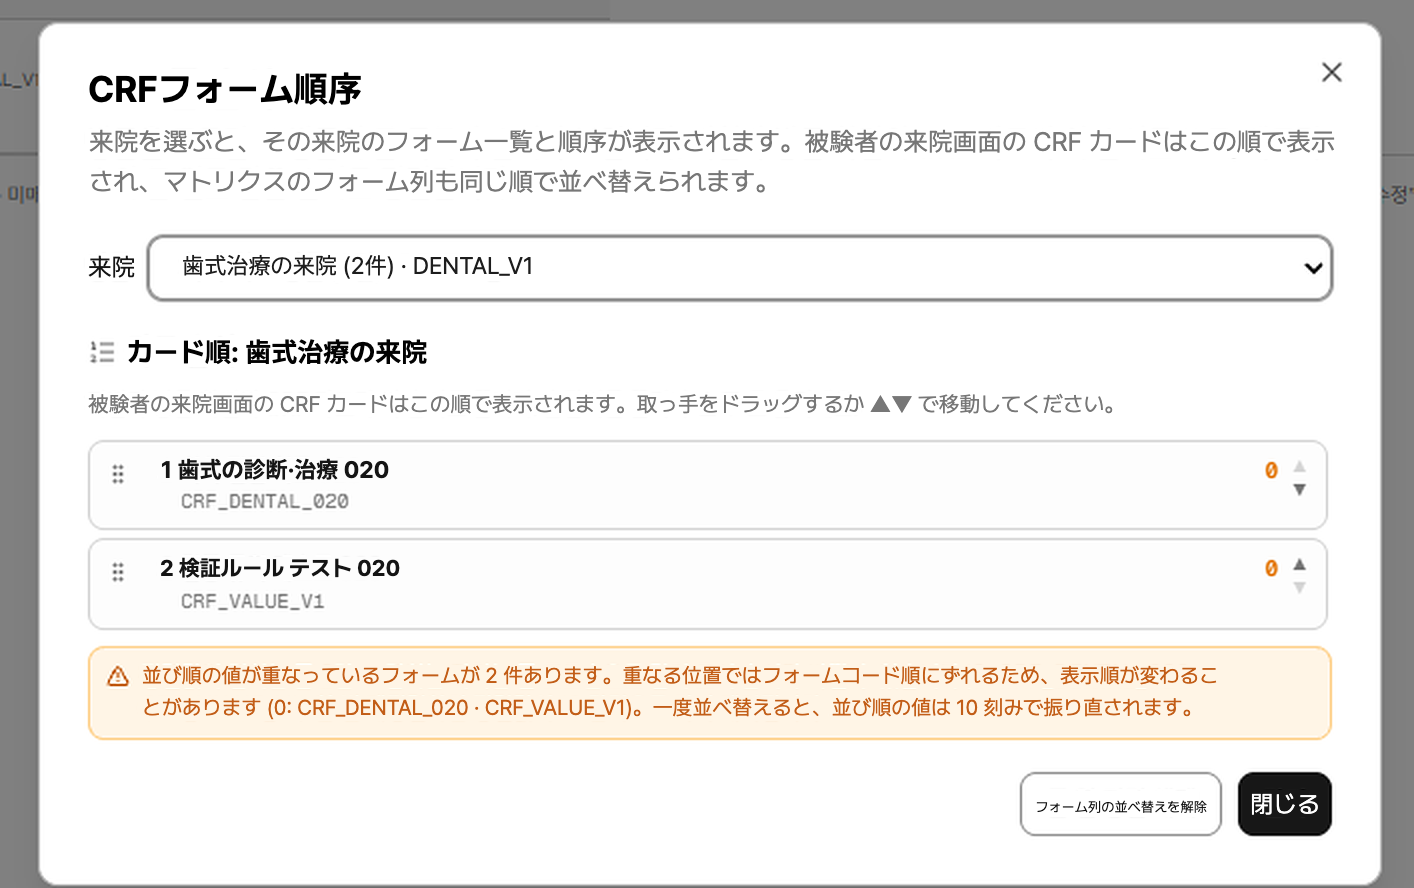 CRFフォーム順序
来院を選ぶと、その来院のフォーム一覧と順序が表示されます。被験者の来院画面の CRF カードはこの順で表示
され、マトリクスのフォーム列も同じ順で並べ替えられます。
来院
歯式治療の来院 (2件) · DENTAL_V1
カード順: 歯式治療の来院
被験者の来院画面の CRF カードはこの順で表示されます。取っ手をドラッグするか ▲▼ で移動してください。
1 歯式の診断·治療 020
0
CRF_DENTAL_020
2 検証ルール テスト 020
0
CRF_VALUE_V1
並び順の値が重なっているフォームが 2 件あります。重なる位置ではフォームコード順にずれるため、表示順が変わるこ
とがあります (0: CRF_DENTAL_020 · CRF_VALUE_V1)。一度並べ替えると、並び順の値は 10 刻みで振り直されます。
フォーム列の並べ替えを解除
閉じる